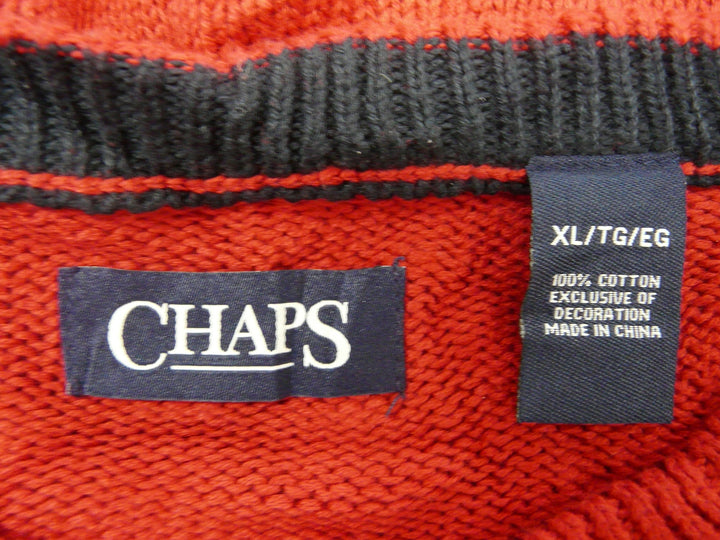 CHAPS
XL/TG/EG
100% COTTON
EXCLUSIVE OF
DECORATION
MADE IN CHINA